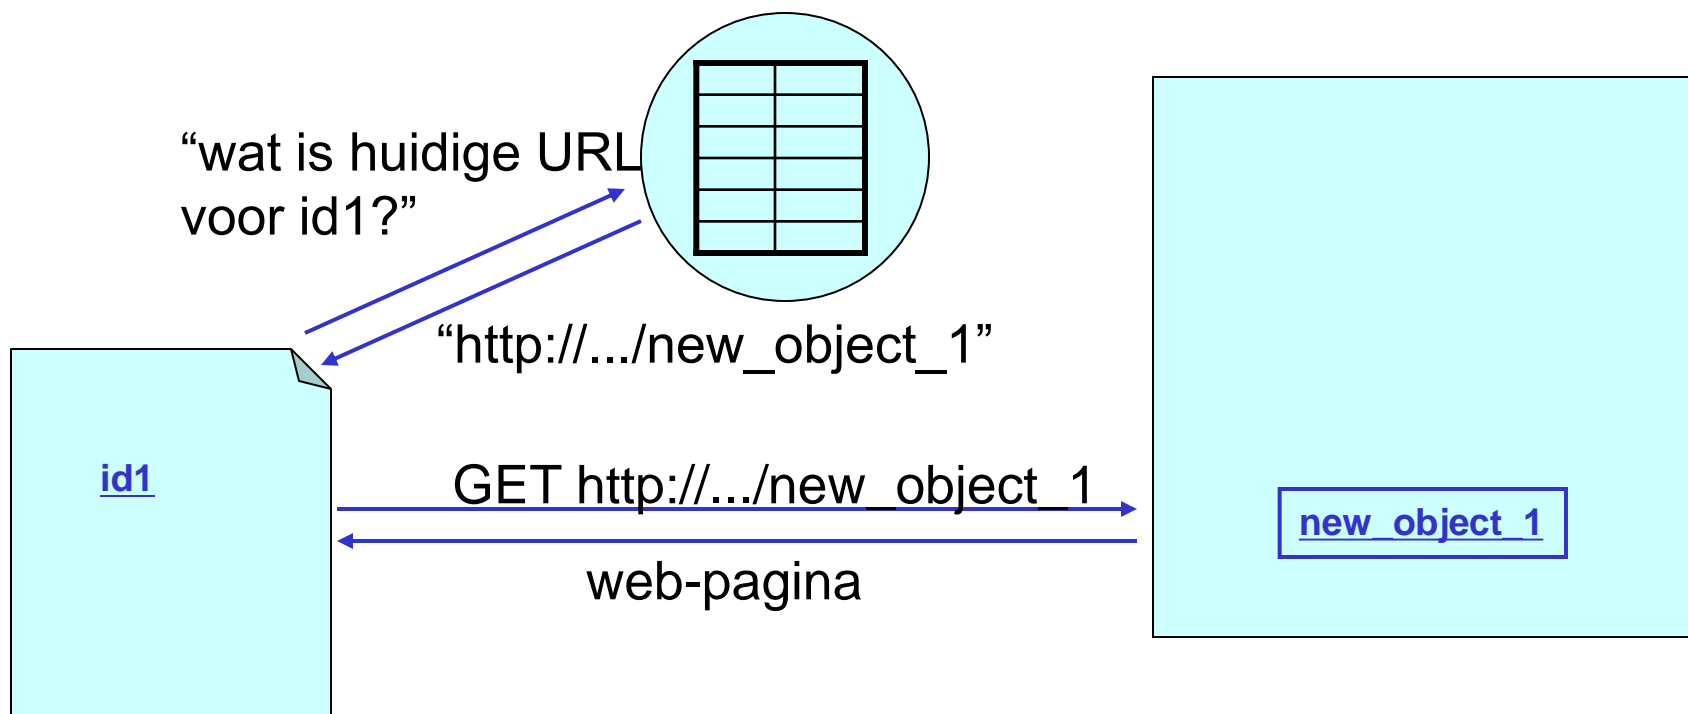 “wat is huidige URL
voor id1?”
“http://.../new_object_1”
id1
GET http://.../new_object_1
new_object_1
web-pagina